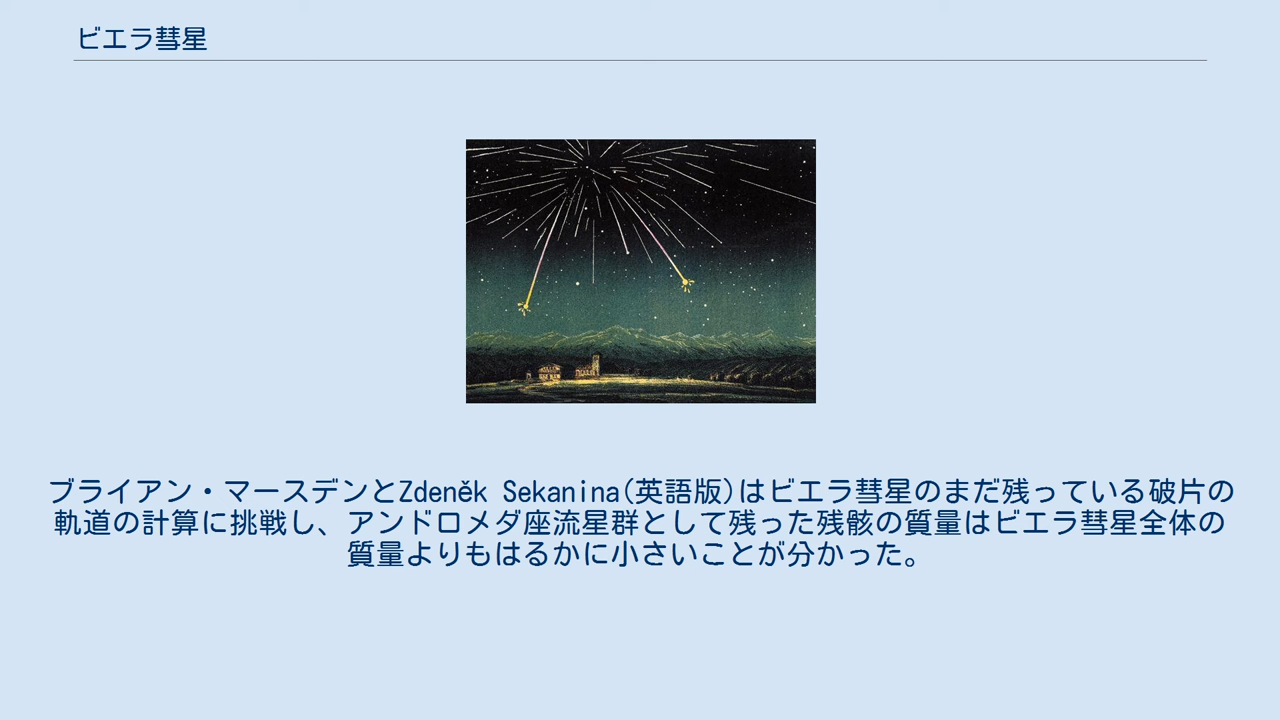 ビエラ彗星
ブライアン・マースデンとZdeněk Sekanina(英語版)はビエラ彗星のまだ残っている破片の
軌道の計算に挑戦し、アンドロメダ座流星群として残った残骸の質量はビエラ彗星全体の
質量よりもはるかに小さいことが分かった。